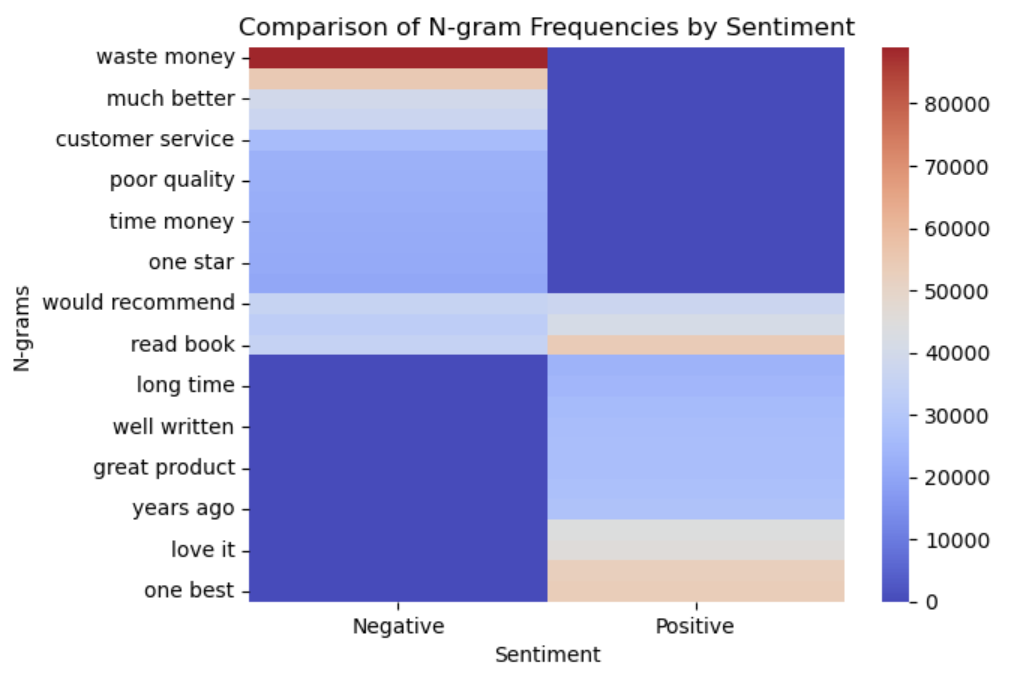 Comparison of N-gram Frequencies by Sentiment
waste money
much better
customer service
poor quality
time money
one star
would recommend
read book
long time
well written
great product
years ago
love it
one best
N-grams
Negative
Positive
Sentiment
80000
70000
60000
50000
40000
30000
20000
10000
0